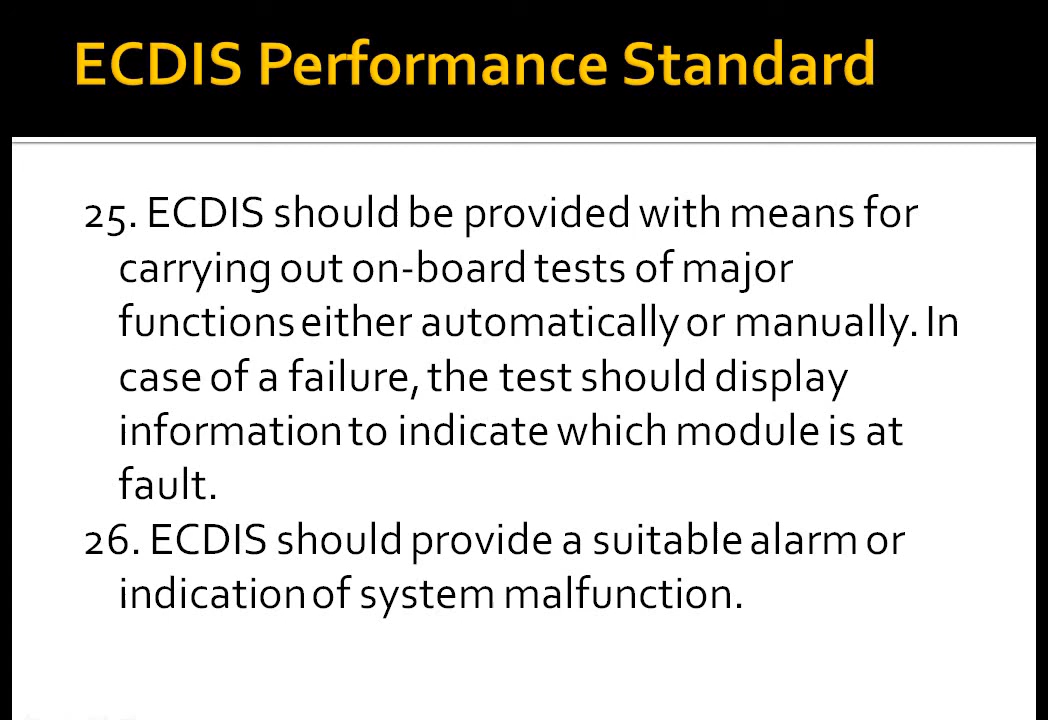 ECDIS Performance Standard
25. ECDIS should be provided with means for
carrying out on-board tests of major
functions either automatically or manually. In
case of a failure, the test should display
information to indicate which module is at
fault.
26. ECDIS should provide a suitable alarm or
indication of system malfunction.